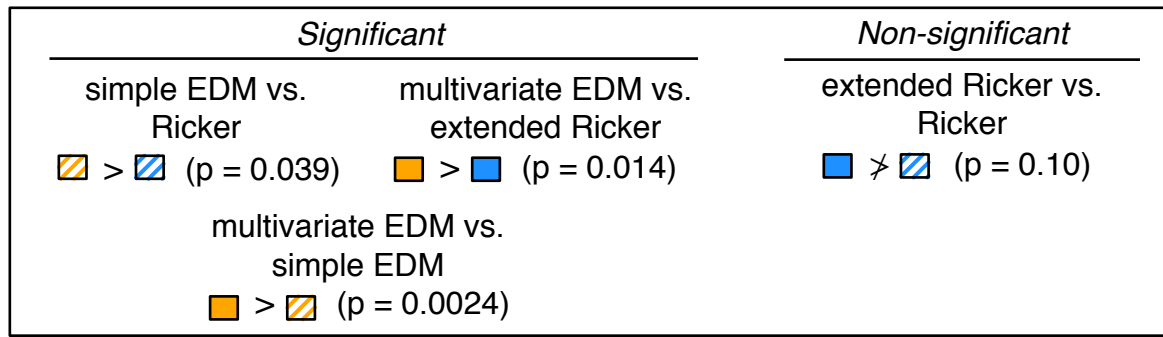 Significant
Non-significant
simple EDM vs.
Ricker
> (p = 0.039)
multivariate EDM vs.
extended Ricker
> (p = 0.014)
extended Ricker vs.
Ricker
≯ (p = 0.10)
multivariate EDM vs.
simple EDM
> (p = 0.0024)